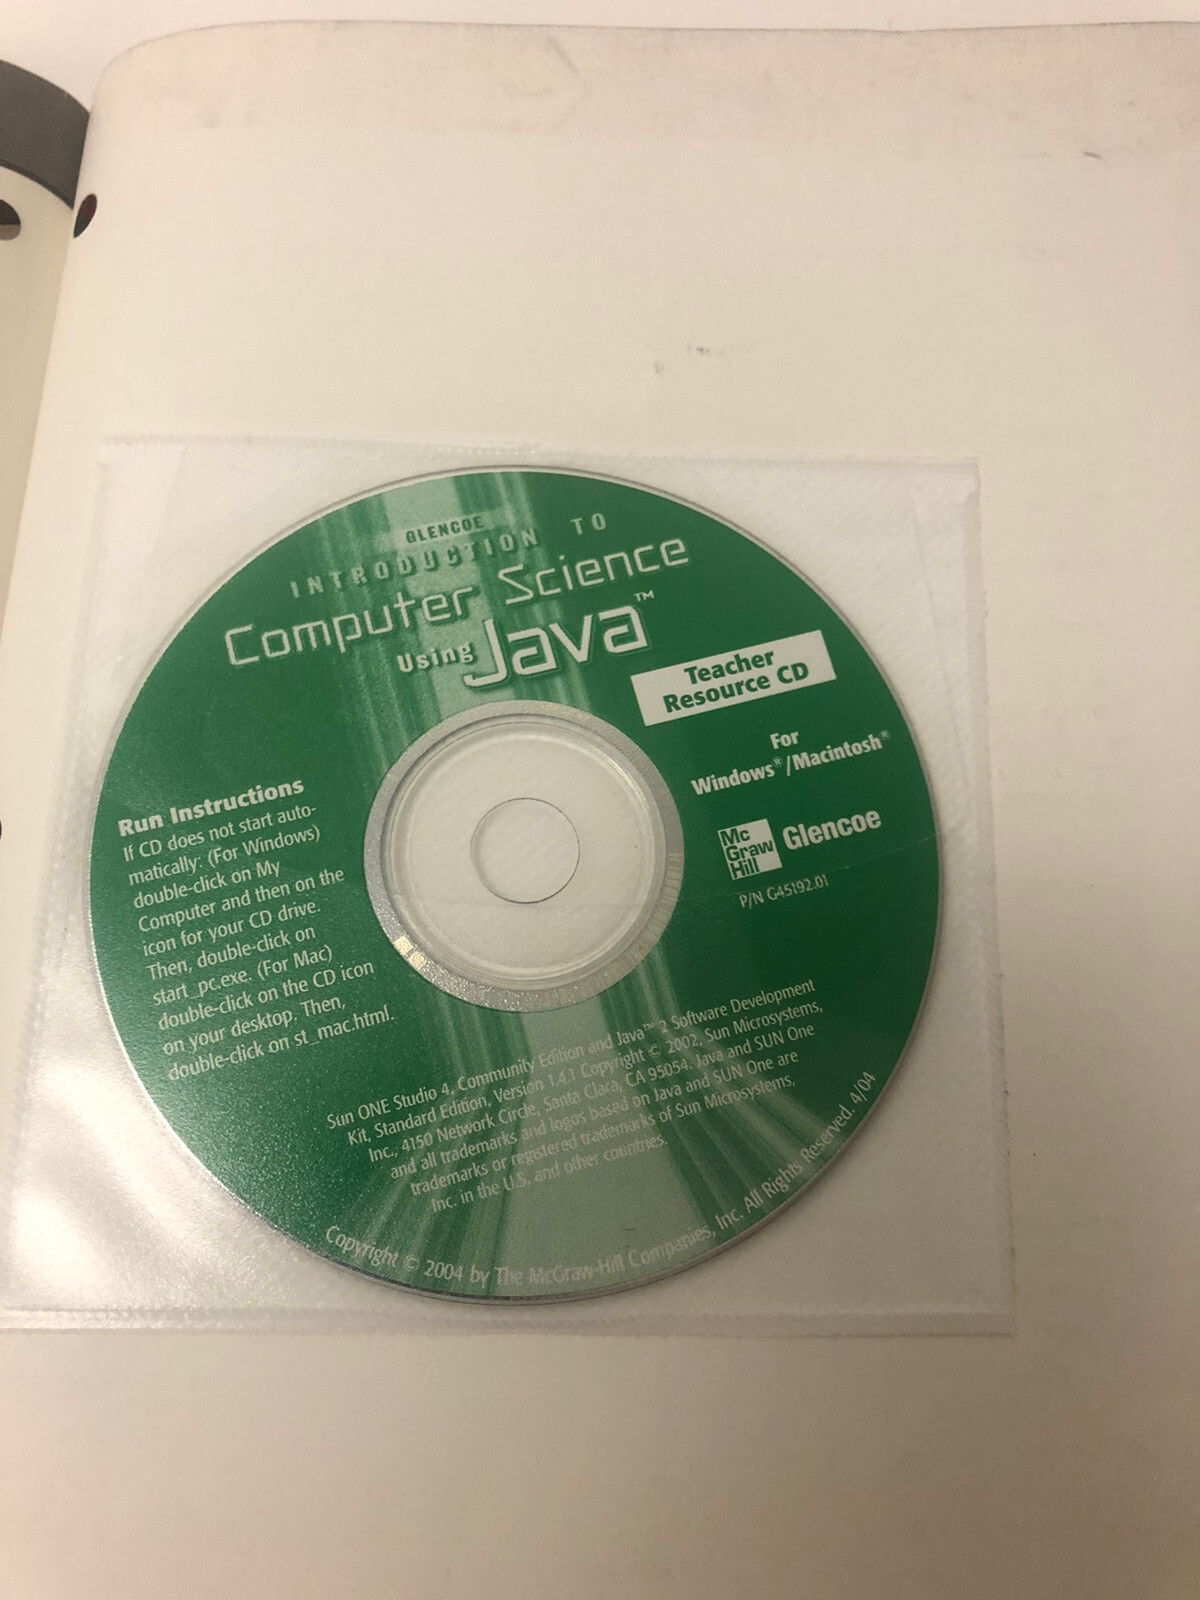 GLENCOE
INTRODUCTION TO
Computer Science
Using Java™
Teacher
Resource CD
For
Windows®/Macintosh®
Mc
Graw
Hill
Glencoe
P/N G45192.01
Run Instructions
If CD does not start auto-
matically: (For Windows)
double-click on My
Computer and then on the
icon for your CD drive.
Then, double-click on
start_pc.exe. (For Mac)
double-click on the CD icon
on your desktop. Then,
double-click on st_mac.html.
Sun ONE Studio 4, Community Edition and Java™ 2 Software Development
Kit, Standard Edition, Version 1.4.1 Copyright © 2002, Sun Microsystems,
Inc., 4150 Network Circle, Santa Clara, CA 95054. Java and SUN One
and all trademarks and logos based on Java and SUN One are
trademarks or registered trademarks of Sun Microsystems,
Inc. in the U.S. and other countries.
Copyright © 2004 by The McGraw-Hill Companies, Inc. All Rights Reserved. 4/04